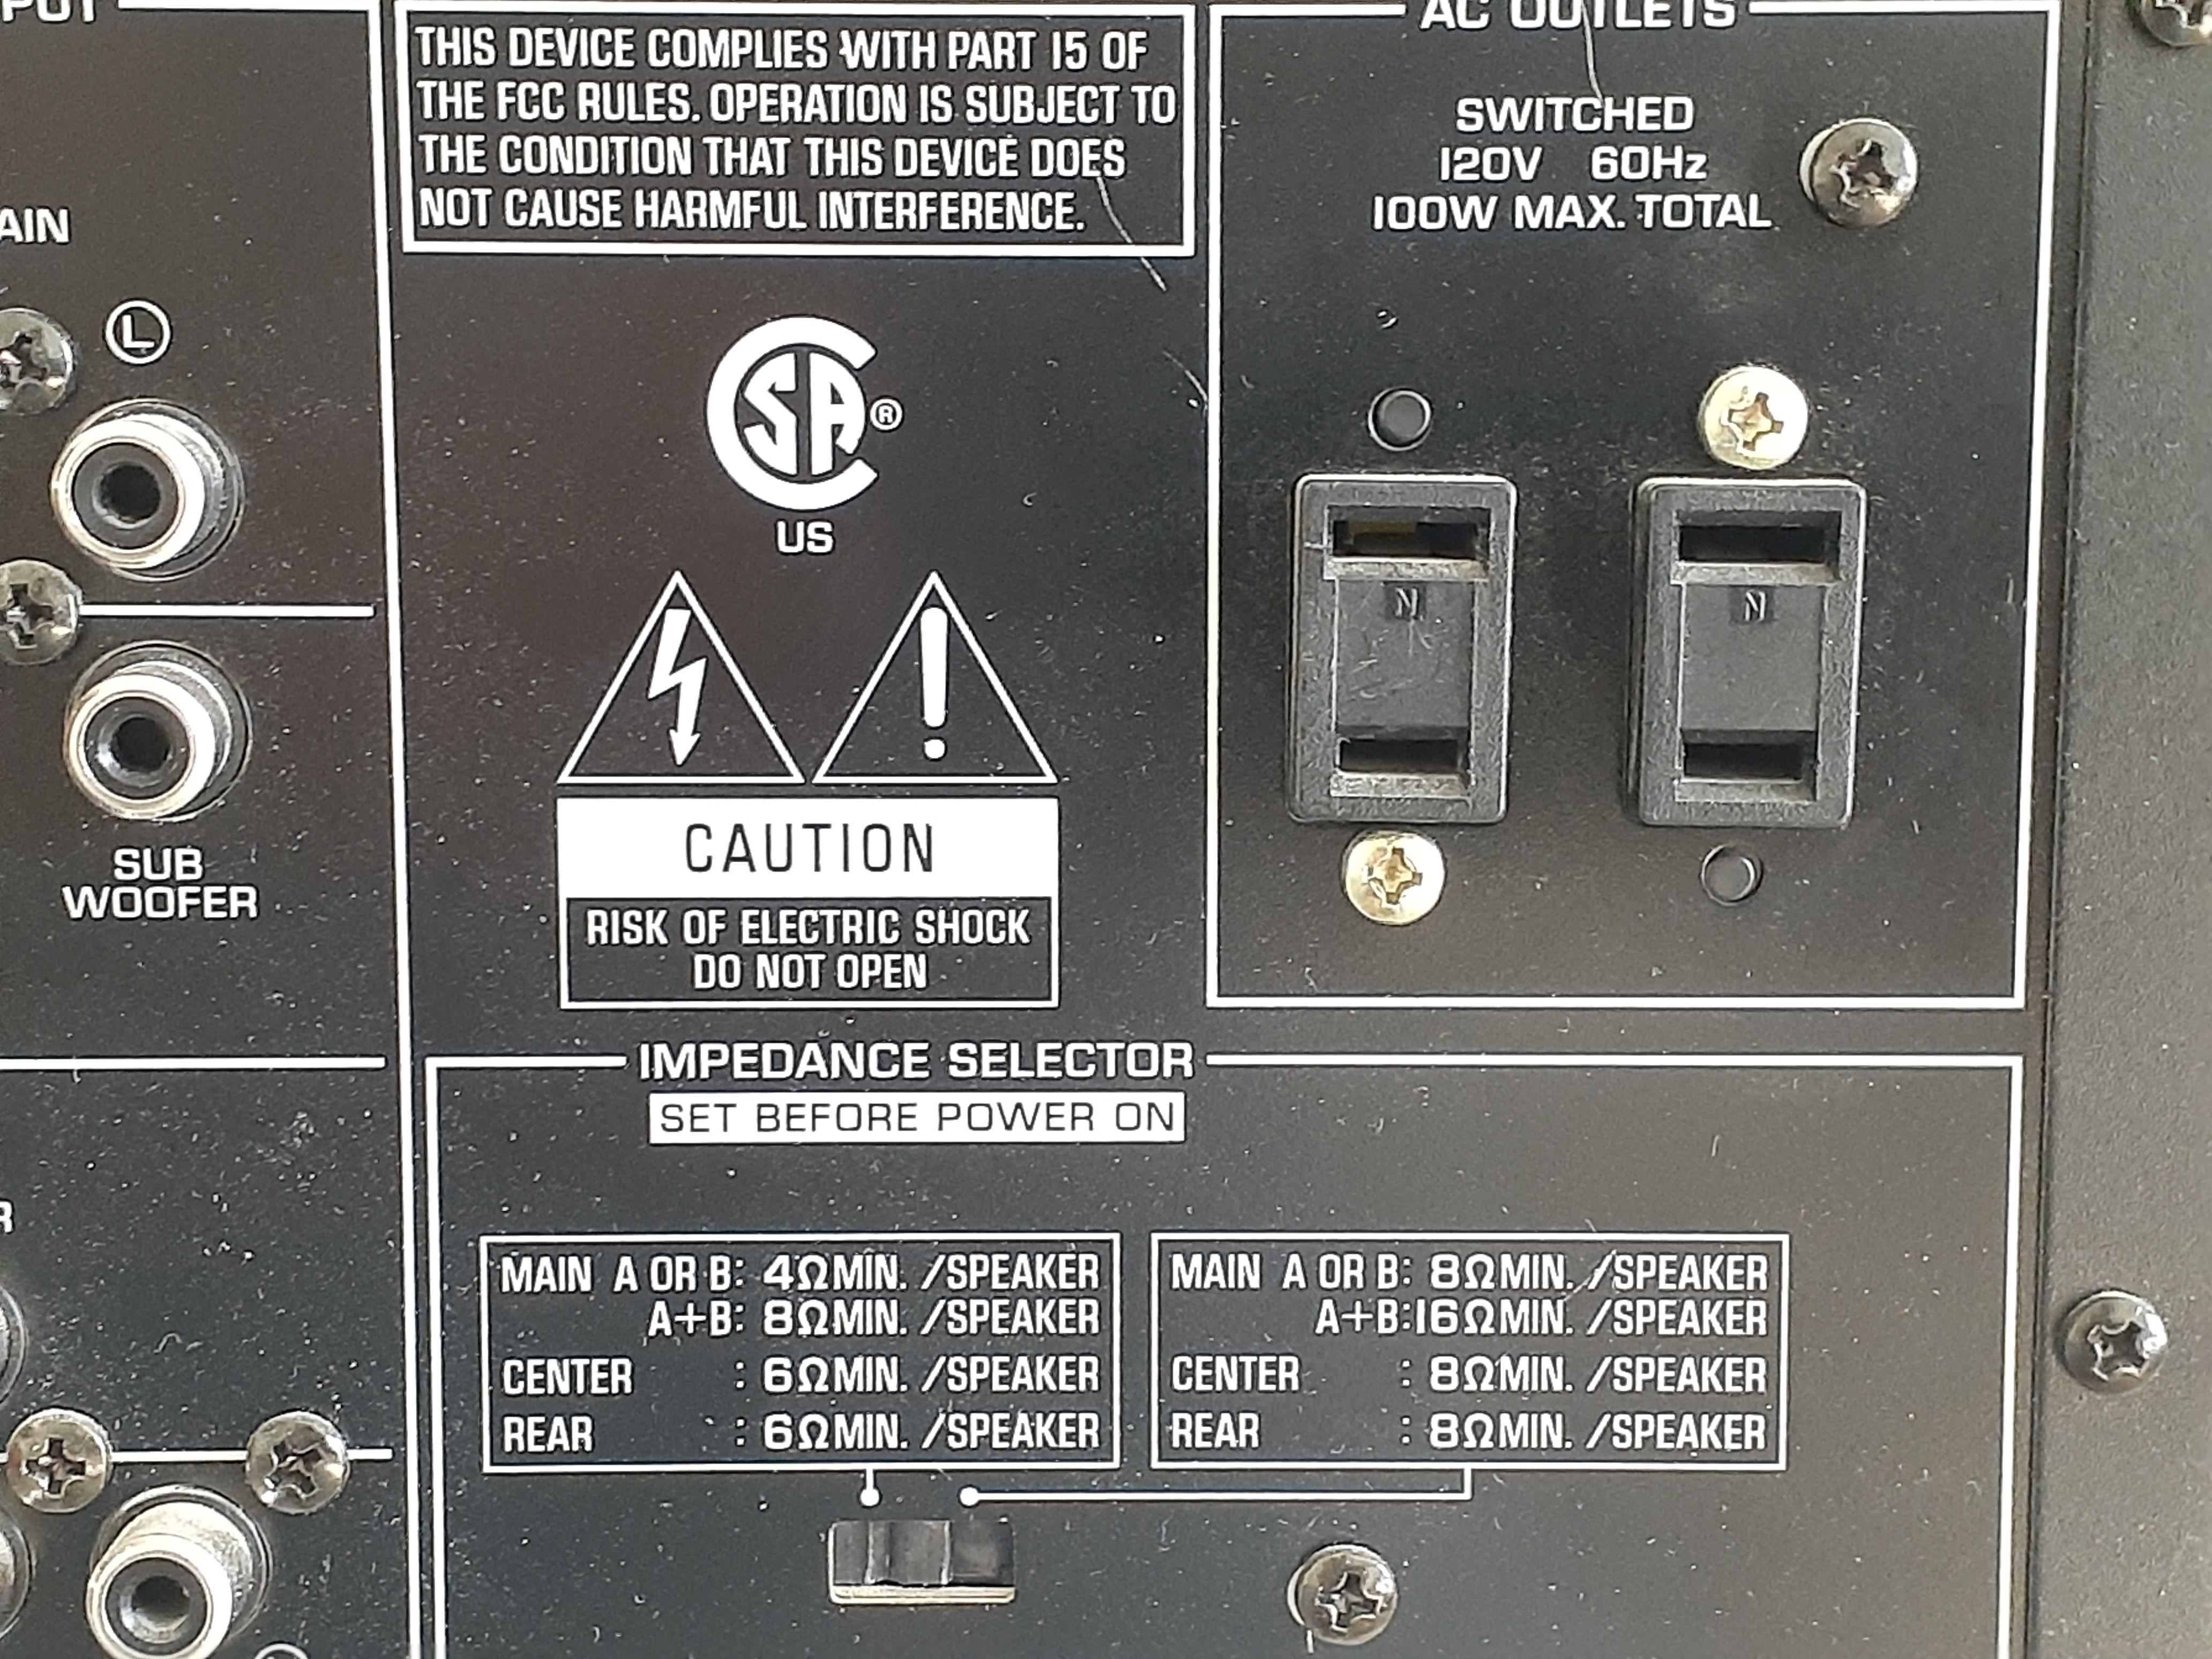 THIS DEVICE COMPLIES WITH PART 15 OF
THE FCC RULES. OPERATION IS SUBJECT TO
THE CONDITION THAT THIS DEVICE DOES
NOT CAUSE HARMFUL INTERFERENCE.
AC OUTLETS
SWITCHED
120V 60Hz
100W MAX. TOTAL
L
CSA®
US
N
N
SUB
WOOFER
CAUTION
RISK OF ELECTRIC SHOCK
DO NOT OPEN
IMPEDANCE SELECTOR
SET BEFORE POWER ON
MAIN A OR B: 4ΩMIN. /SPEAKER
A+B: 8ΩMIN. /SPEAKER
CENTER : 6ΩMIN. /SPEAKER
REAR : 6ΩMIN. /SPEAKER
MAIN A OR B: 8ΩMIN. /SPEAKER
A+B:16ΩMIN. /SPEAKER
CENTER : 8ΩMIN. /SPEAKER
REAR : 8ΩMIN. /SPEAKER